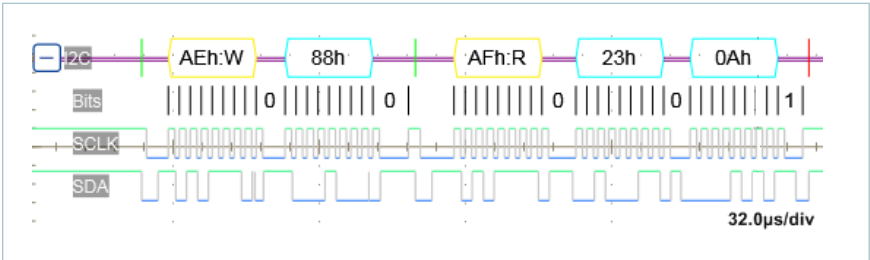 I2C AEh:W 88h AFh:R 23h 0Ah
Bits 0 0 0 0 1
SCLK
SDA
32.0µs/div